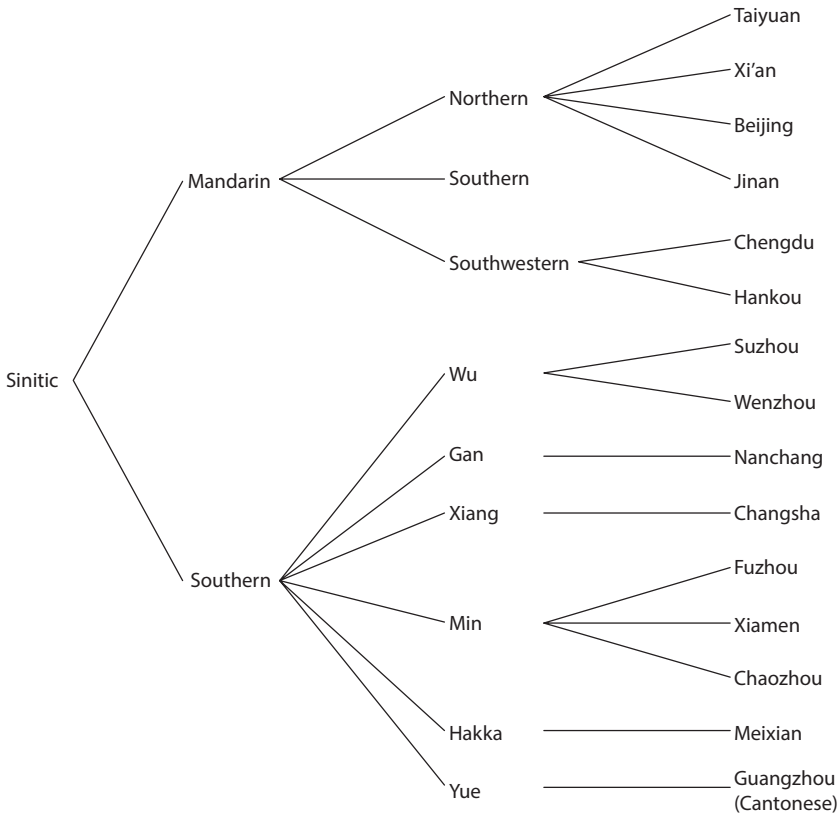 Taiyuan
Xi’an
Northern
Beijing
Mandarin
Southern
Jinan
Chengdu
Southwestern
Hankou
Suzhou
Sinitic
Wu
Wenzhou
Gan
Nanchang
Xiang
Changsha
Fuzhou
Southern
Min
Xiamen
Chaozhou
Hakka
Meixian
Yue
Guangzhou
(Cantonese)